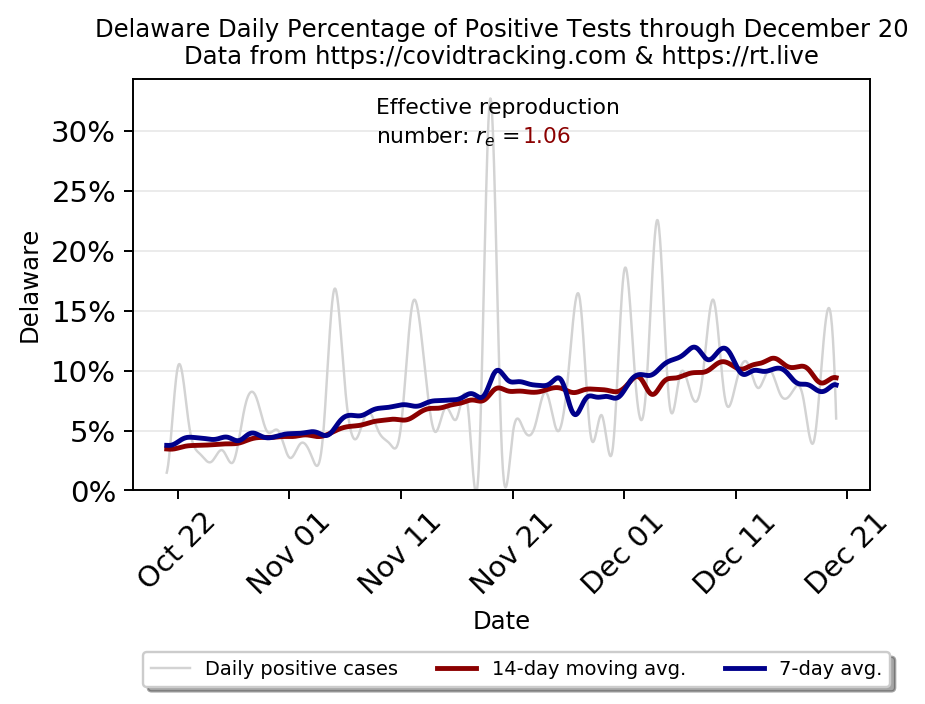 Delaware Daily Percentage of Positive Tests through December 20
Data from https://covidtracking.com & https://rt.live
Effective reproduction
number: rₑ =1.06
30%
25%
20%
15%
10%
5%
0%
Delaware
Oct 22
Nov 01
Nov 11
Nov 21
Dec 01
Dec 11
Dec 21
Date
Daily positive cases
14-day moving avg.
7-day avg.